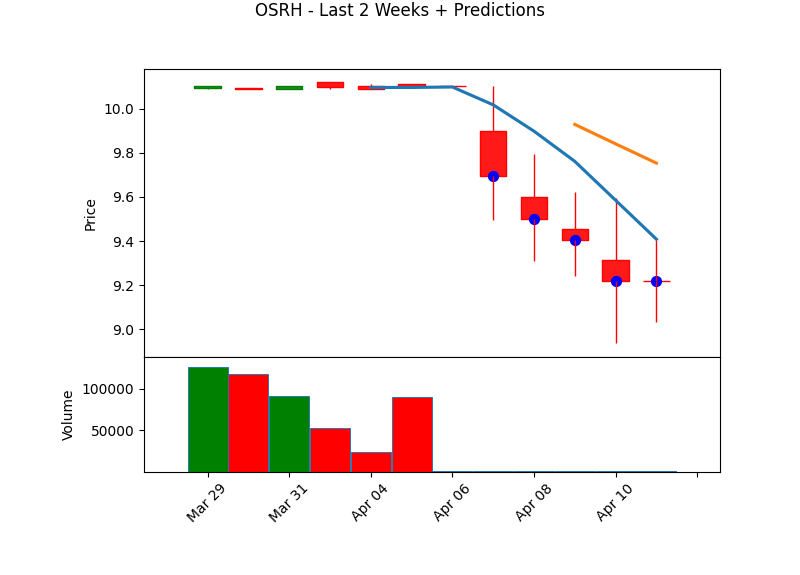 OSRH - Last 2 Weeks + Predictions
10.0
9.8
9.6
9.4
9.2
9.0
Price
100000
50000
Volume
Mar 29
Mar 31
Apr 04
Apr 06
Apr 08
Apr 10